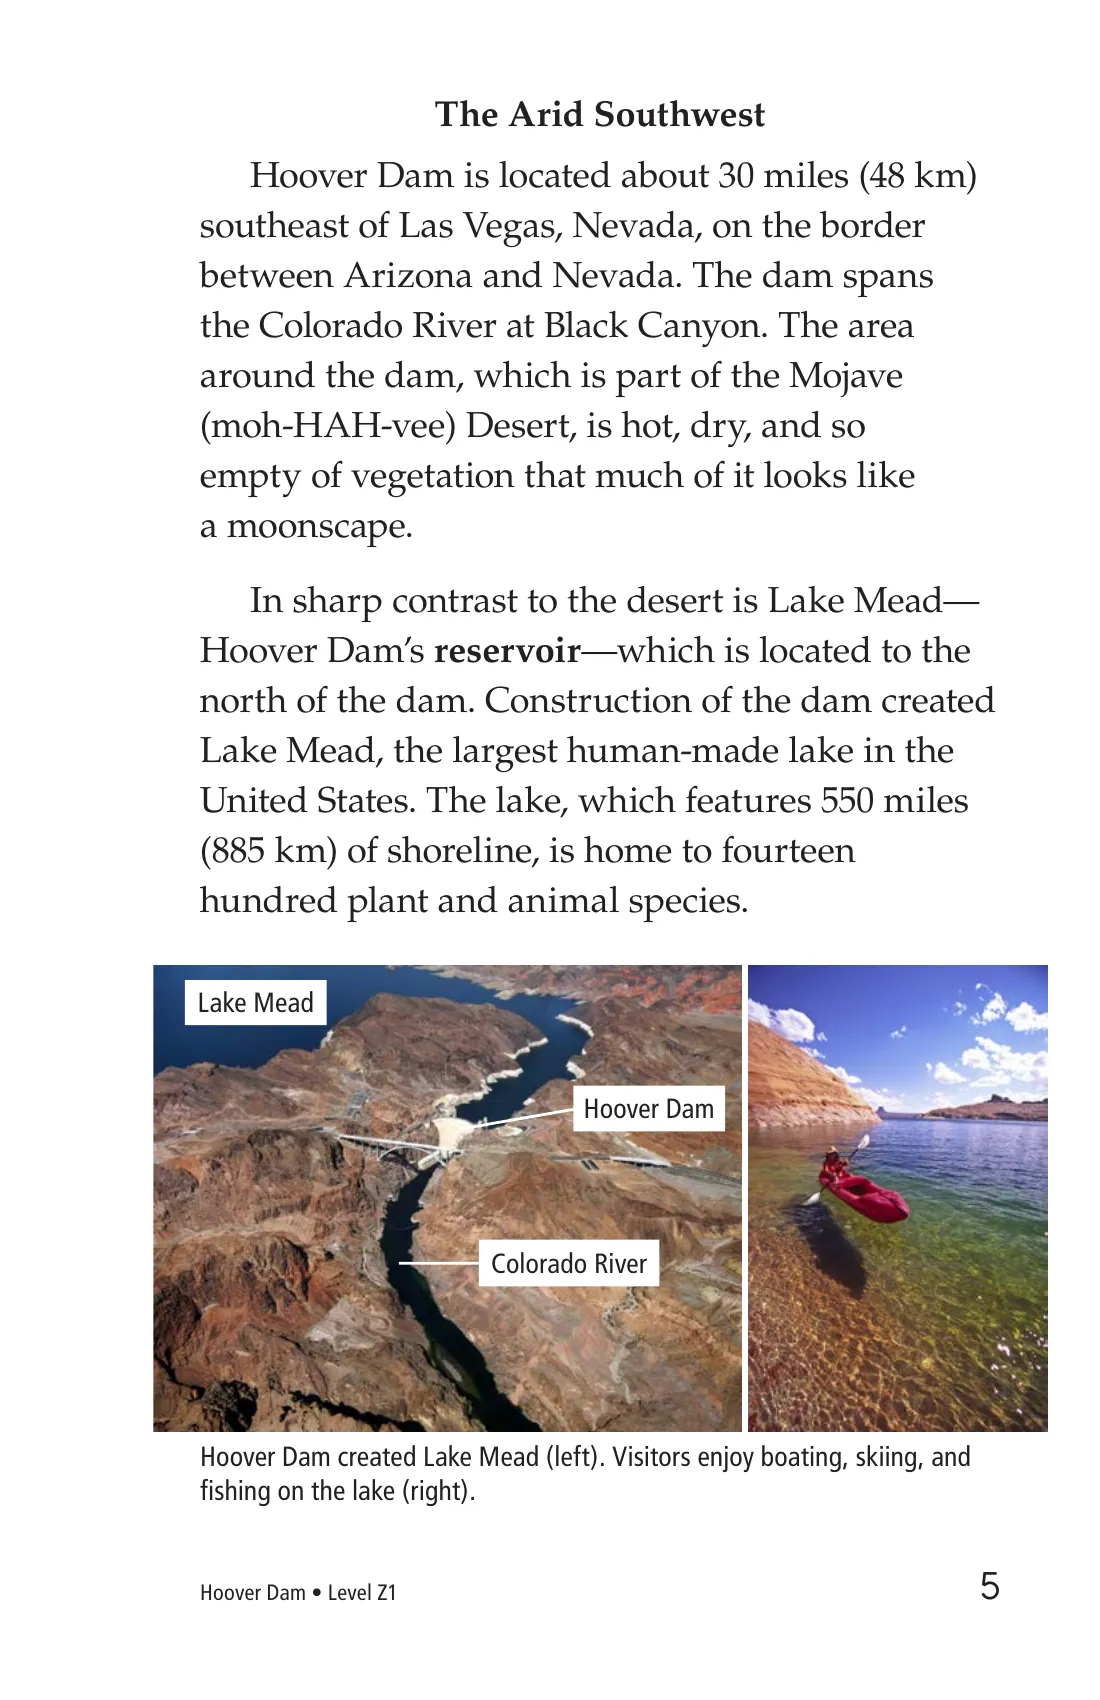 The Arid Southwest
Hoover Dam is located about 30 miles (48 km)
southeast of Las Vegas, Nevada, on the border
between Arizona and Nevada. The dam spans
the Colorado River at Black Canyon. The area
around the dam, which is part of the Mojave
(moh-HAH-vee) Desert, is hot, dry, and so
empty of vegetation that much of it looks like
a moonscape.
In sharp contrast to the desert is Lake Mead—
Hoover Dam’s reservoir—which is located to the
north of the dam. Construction of the dam created
Lake Mead, the largest human-made lake in the
United States. The lake, which features 550 miles
(885 km) of shoreline, is home to fourteen
hundred plant and animal species.
Lake Mead
Hoover Dam
Colorado River
Hoover Dam created Lake Mead (left). Visitors enjoy boating, skiing, and
fishing on the lake (right).
Hoover Dam • Level Z1
5